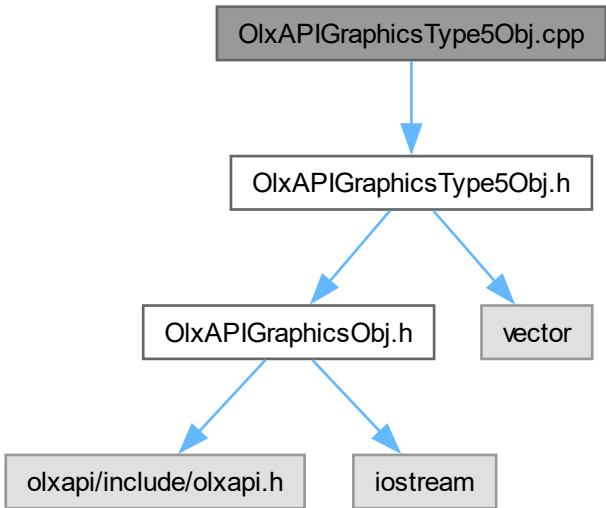 OlxAPIGraphicsType5Obj.cpp
OlxAPIGraphicsType5Obj.h
OlxAPIGraphicsObj.h
vector
olxapi/include/olxapi.h
iostream